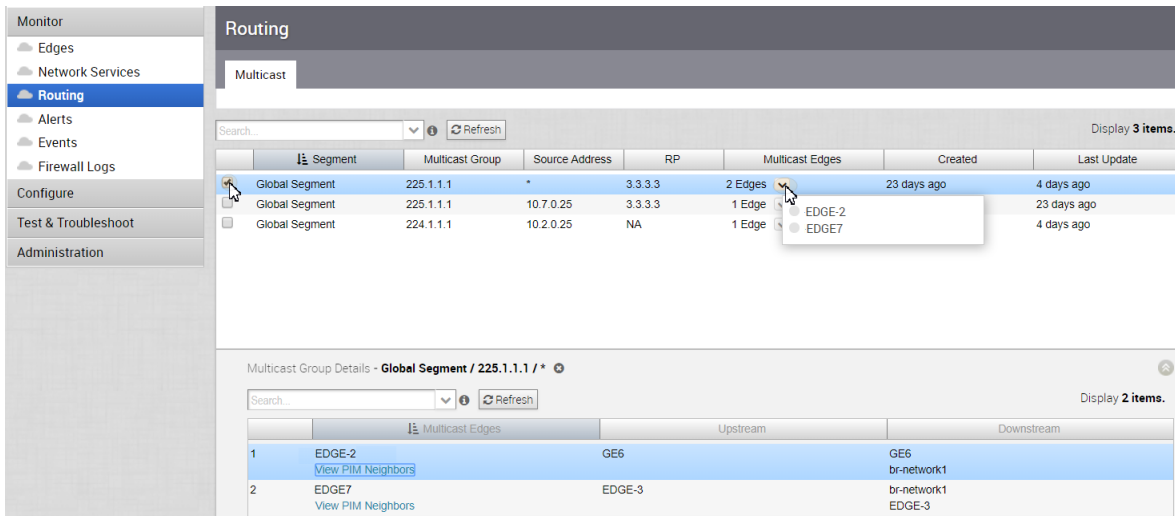 Monitor
Edges
Network Services
Routing
Alerts
Events
Firewall Logs
Configure
Test & Troubleshoot
Administration
Routing
Multicast
Search...
Refresh
Display 3 items.
Segment Multicast Group Source Address RP Multicast Edges Created Last Update
Global Segment 225.1.1.1 * 3.3.3.3 2 Edges 23 days ago 4 days ago
Global Segment 225.1.1.1 10.7.0.25 3.3.3.3 1 Edge 23 days ago
Global Segment 224.1.1.1 10.2.0.25 NA 1 Edge 4 days ago
EDGE-2
EDGE7
Multicast Group Details - Global Segment / 225.1.1.1 / *
Search...
Refresh
Display 2 items.
Multicast Edges Upstream Downstream
1 EDGE-2 GE6 GE6
View PIM Neighbors br-network1
2 EDGE7 EDGE-3 br-network1
View PIM Neighbors EDGE-3